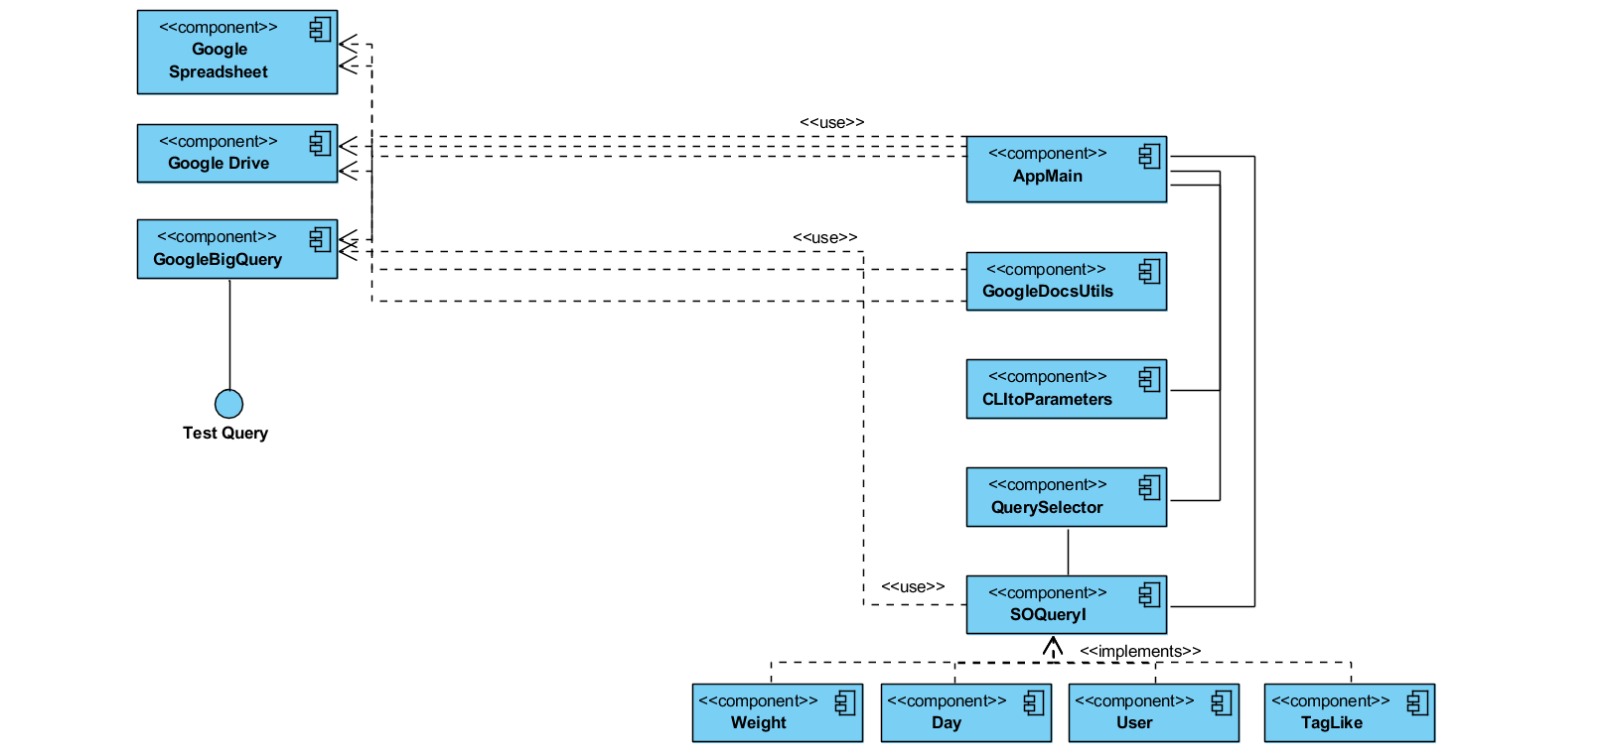 <<component>>
Google
Spreadsheet
<<component>>
Google Drive
<<component>>
GoogleBigQuery
Test Query
<<use>>
<<component>>
AppMain
<<use>>
<<component>>
GoogleDocsUtils
<<component>>
CLItoParameters
<<component>>
QuerySelector
<<use>>
<<component>>
SOQueryI
<<implements>>
<<component>>
Weight
<<component>>
Day
<<component>>
User
<<component>>
TagLike